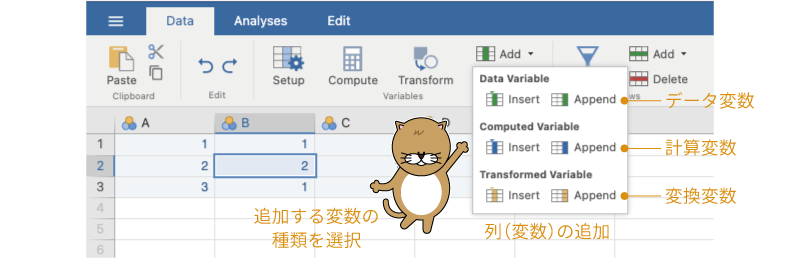 Data Analyses Edit
Paste
Clipboard
Edit
Setup
Compute
Transform
Variables
Add
Add
Delete
ws
Data Variable
Insert Append
データ変数
Computed Variable
Insert Append
計算変数
Transformed Variable
Insert Append
変換変数
A B C D
1 1 1
2 2 2
3 3 1
4
5
6
追加する変数の
種類を選択
列(変数)の追加